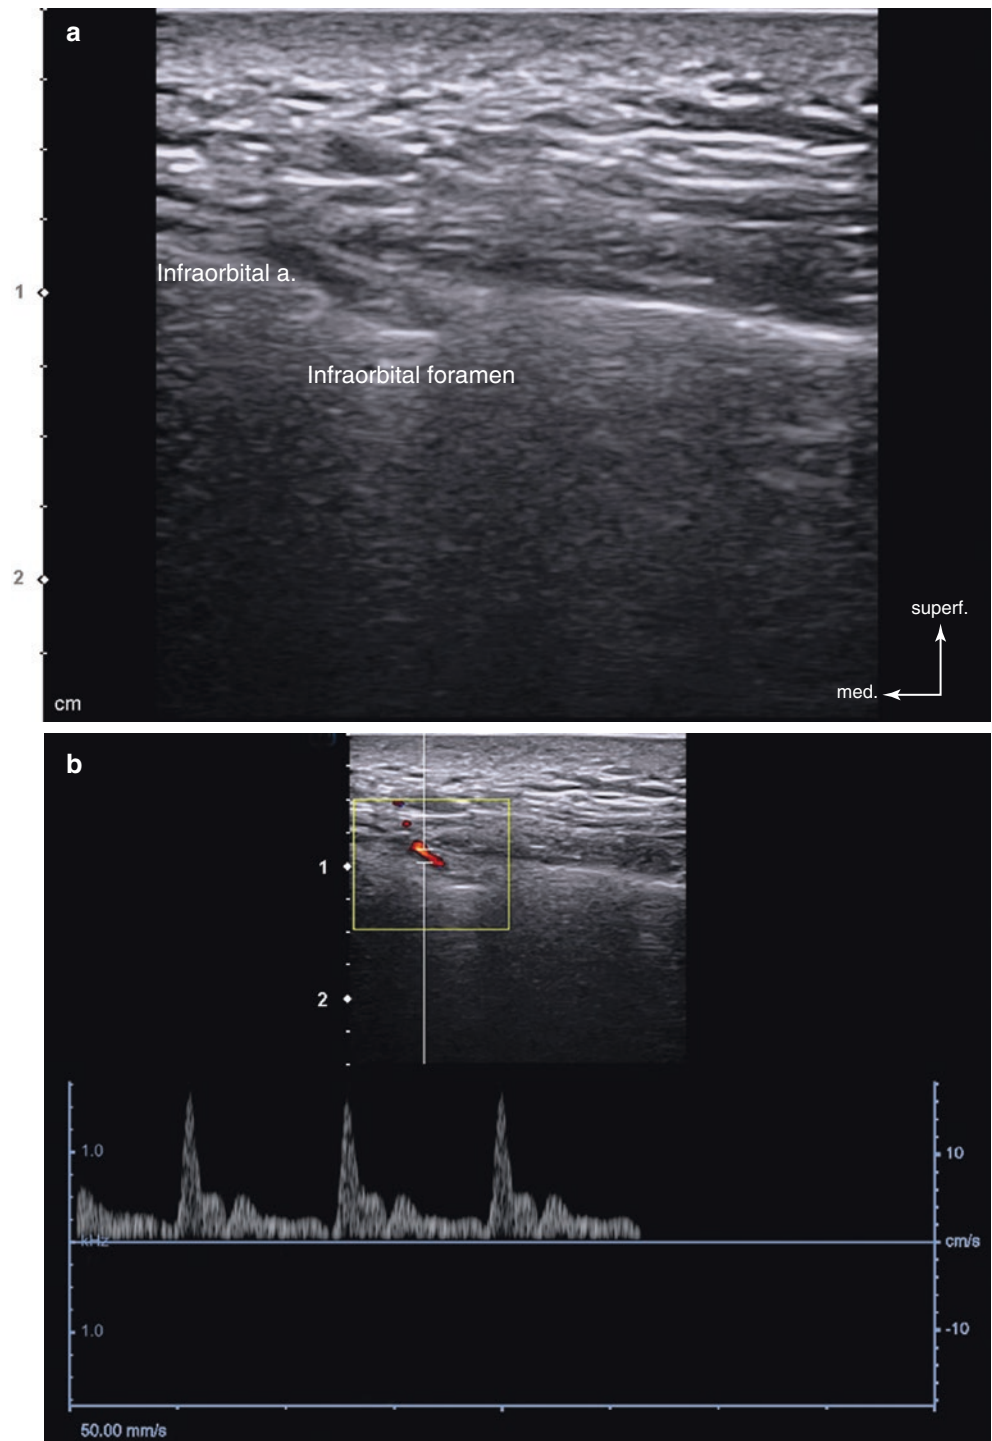 a
Infraorbital a.
1
Infraorbital foramen
2
superf.
med.
cm
b
1
2
1.0
10
kHz
cm/s
1.0
-10
50.00 mm/s